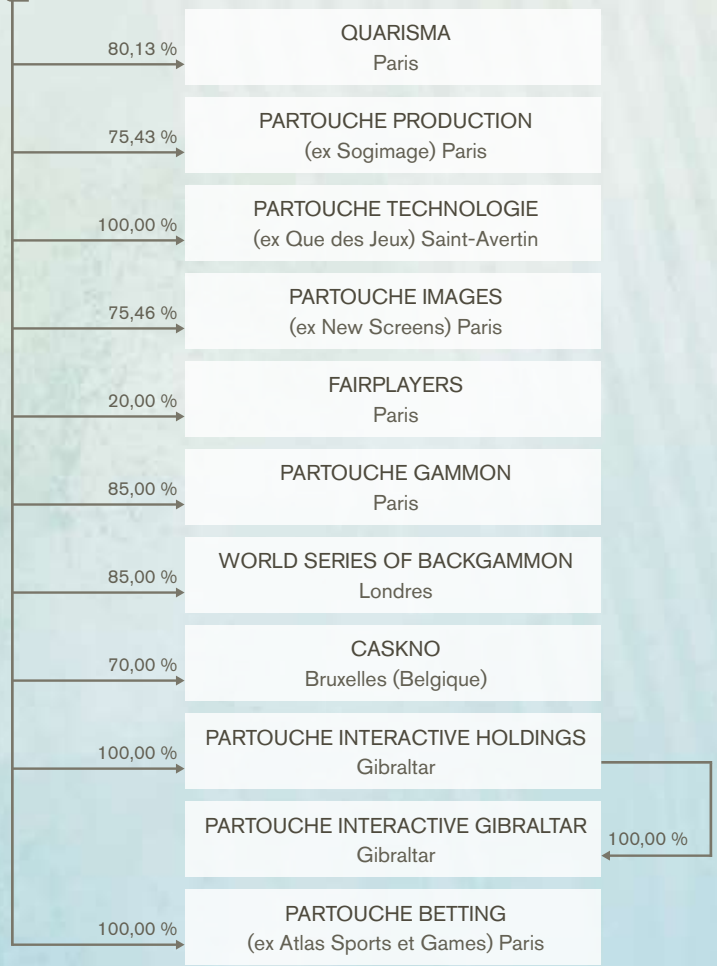 80,13 %
QUARISMA
Paris
75,43 %
PARTOUCHE PRODUCTION
(ex Sogimage) Paris
100,00 %
PARTOUCHE TECHNOLOGIE
(ex Que des Jeux) Saint-Avertin
75,46 %
PARTOUCHE IMAGES
(ex New Screens) Paris
20,00 %
FAIRPLAYERS
Paris
85,00 %
PARTOUCHE GAMMON
Paris
85,00 %
WORLD SERIES OF BACKGAMMON
Londres
70,00 %
CASKNO
Bruxelles (Belgique)
100,00 %
PARTOUCHE INTERACTIVE HOLDINGS
Gibraltar
PARTOUCHE INTERACTIVE GIBRALTAR
Gibraltar
100,00 %
100,00 %
PARTOUCHE BETTING
(ex Atlas Sports et Games) Paris